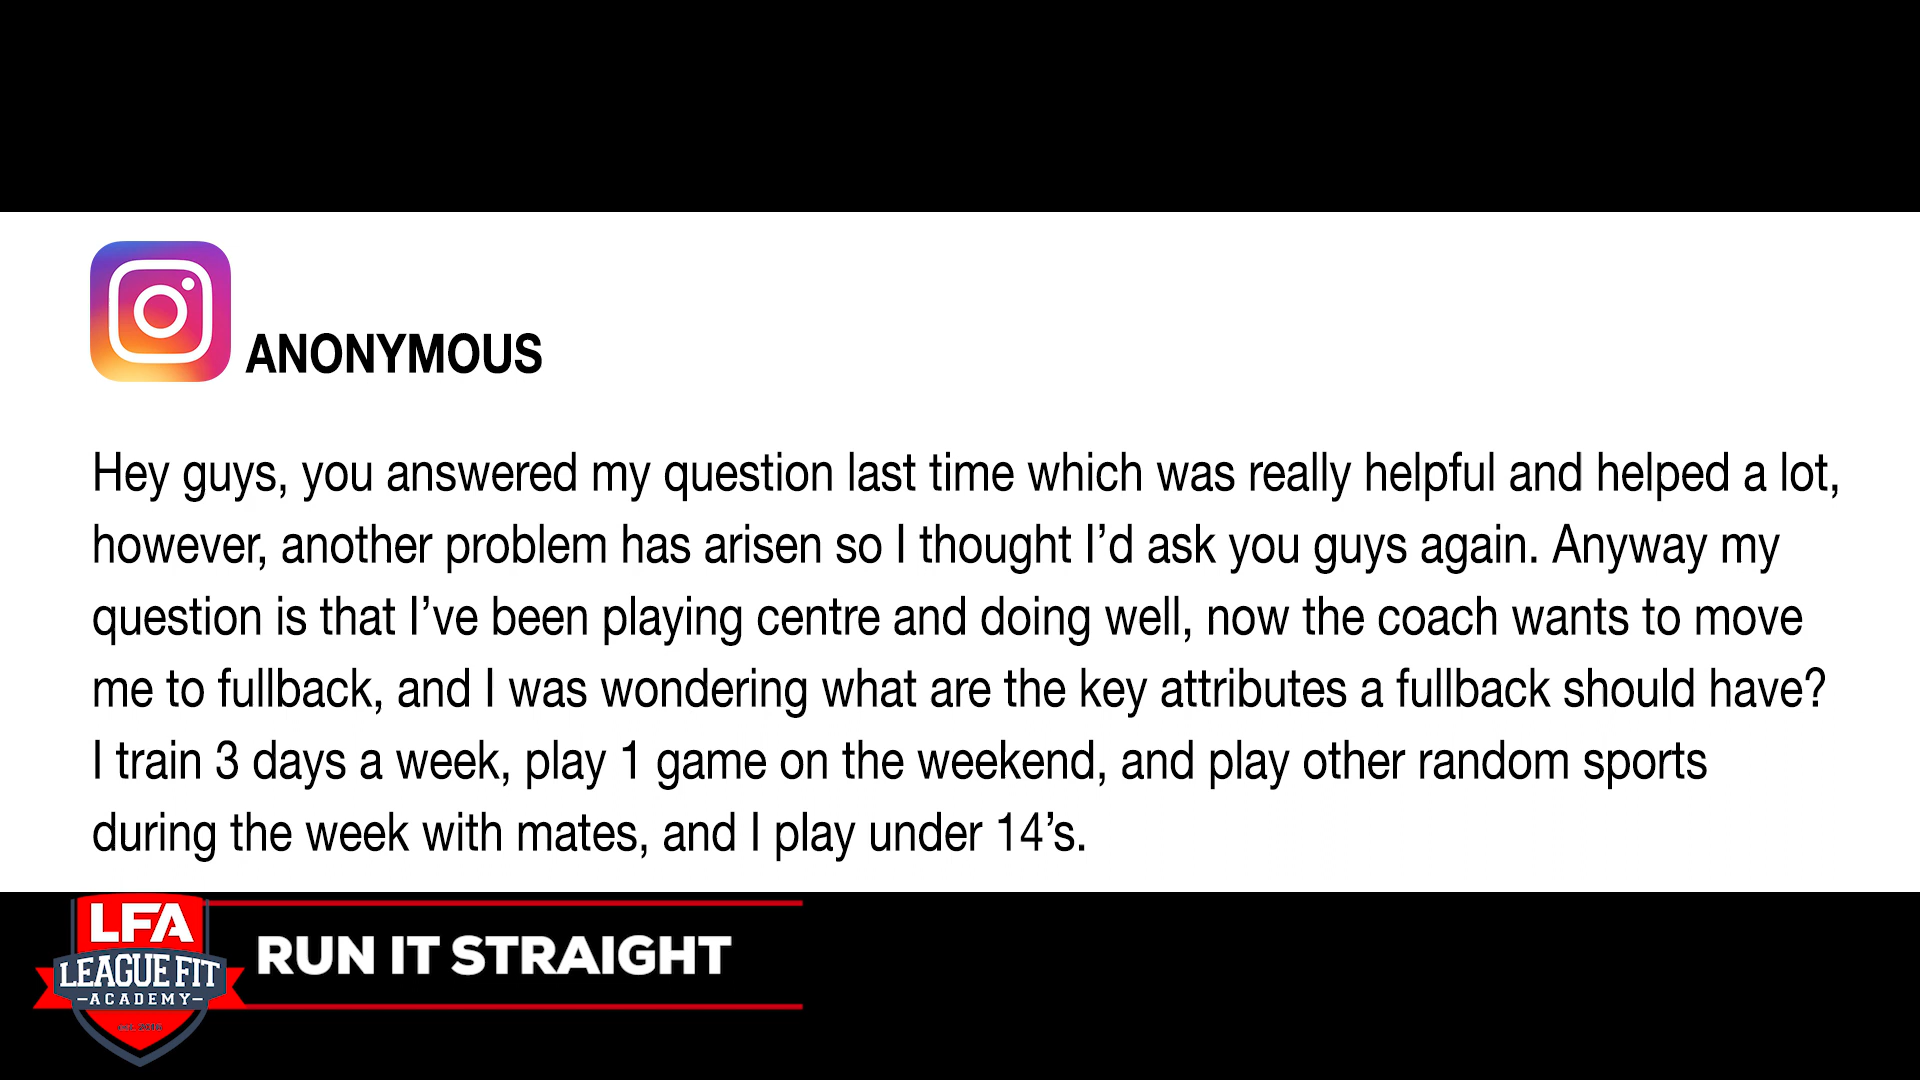 ANONYMOUS
Hey guys, you answered my question last time which was really helpful and helped a lot,
however, another problem has arisen so I thought I’d ask you guys again. Anyway my
question is that I’ve been playing centre and doing well, now the coach wants to move
me to fullback, and I was wondering what are the key attributes a fullback should have?
I train 3 days a week, play 1 game on the weekend, and play other random sports
during the week with mates, and I play under 14’s.
LFA
LEAGUE FIT
ACADEMY
RUN IT STRAIGHT